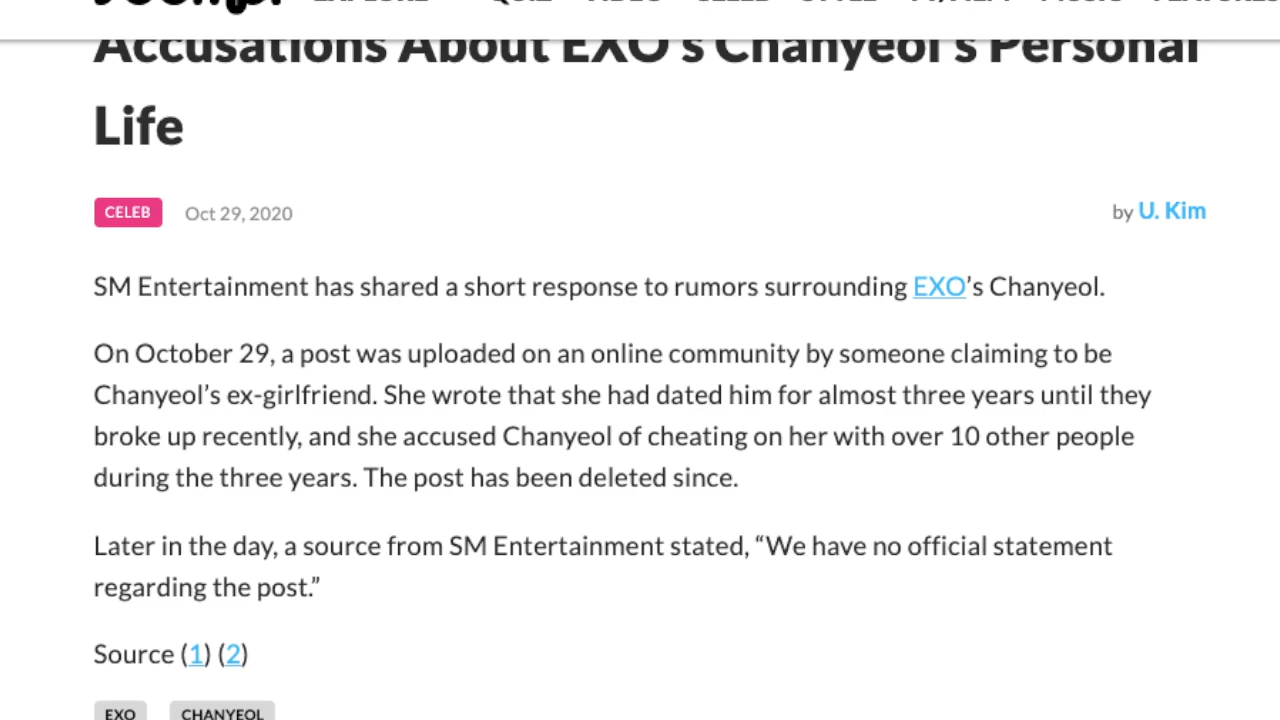 Accusations About EXO's Chanyeol's Personal
Life
CELEB Oct 29, 2020 by U. Kim
SM Entertainment has shared a short response to rumors surrounding EXO’s Chanyeol.
On October 29, a post was uploaded on an online community by someone claiming to be
Chanyeol’s ex-girlfriend. She wrote that she had dated him for almost three years until they
broke up recently, and she accused Chanyeol of cheating on her with over 10 other people
during the three years. The post has been deleted since.
Later in the day, a source from SM Entertainment stated, “We have no official statement
regarding the post.”
Source (1) (2)
EXO CHANYEOL